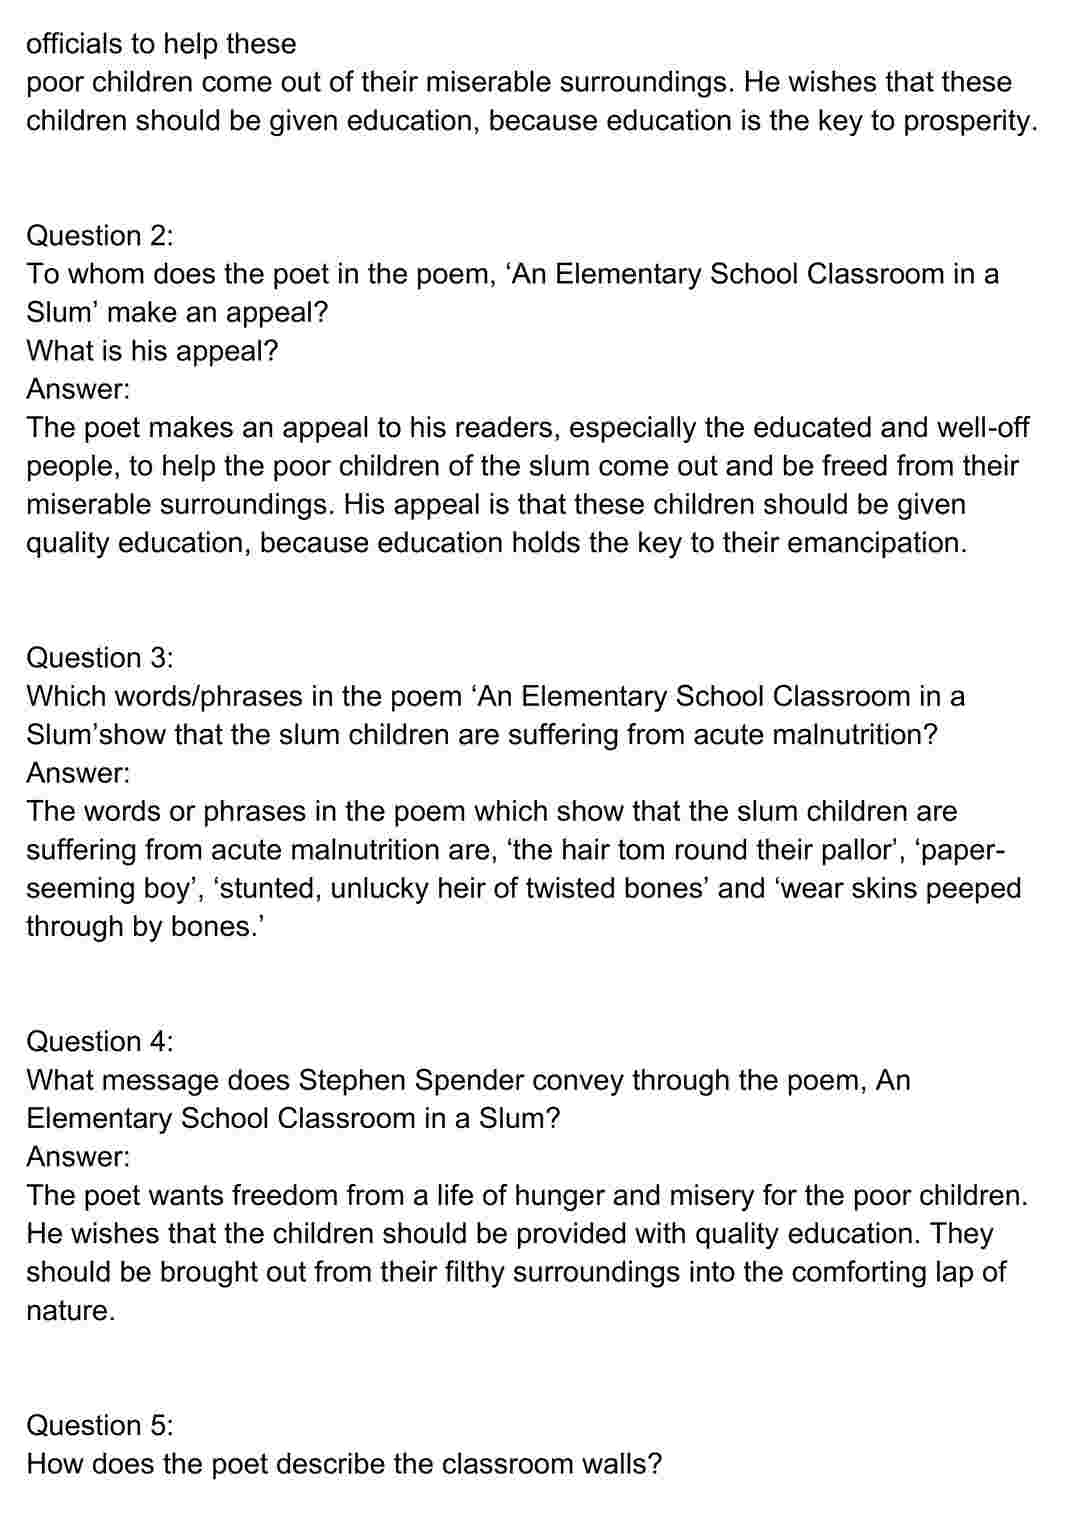 officials to help these
poor children come out of their miserable surroundings. He wishes that these
children should be given education, because education is the key to prosperity.
Question 2:
To whom does the poet in the poem, ‘An Elementary School Classroom in a
Slum’ make an appeal?
What is his appeal?
Answer:
The poet makes an appeal to his readers, especially the educated and well-off
people, to help the poor children of the slum come out and be freed from their
miserable surroundings. His appeal is that these children should be given
quality education, because education holds the key to their emancipation.
Question 3:
Which words/phrases in the poem ‘An Elementary School Classroom in a
Slum’show that the slum children are suffering from acute malnutrition?
Answer:
The words or phrases in the poem which show that the slum children are
suffering from acute malnutrition are, ‘the hair tom round their pallor’, ‘paper-
seeming boy’, ‘stunted, unlucky heir of twisted bones’ and ‘wear skins peeped
through by bones.’
Question 4:
What message does Stephen Spender convey through the poem, An
Elementary School Classroom in a Slum?
Answer:
The poet wants freedom from a life of hunger and misery for the poor children.
He wishes that the children should be provided with quality education. They
should be brought out from their filthy surroundings into the comforting lap of
nature.
Question 5:
How does the poet describe the classroom walls?